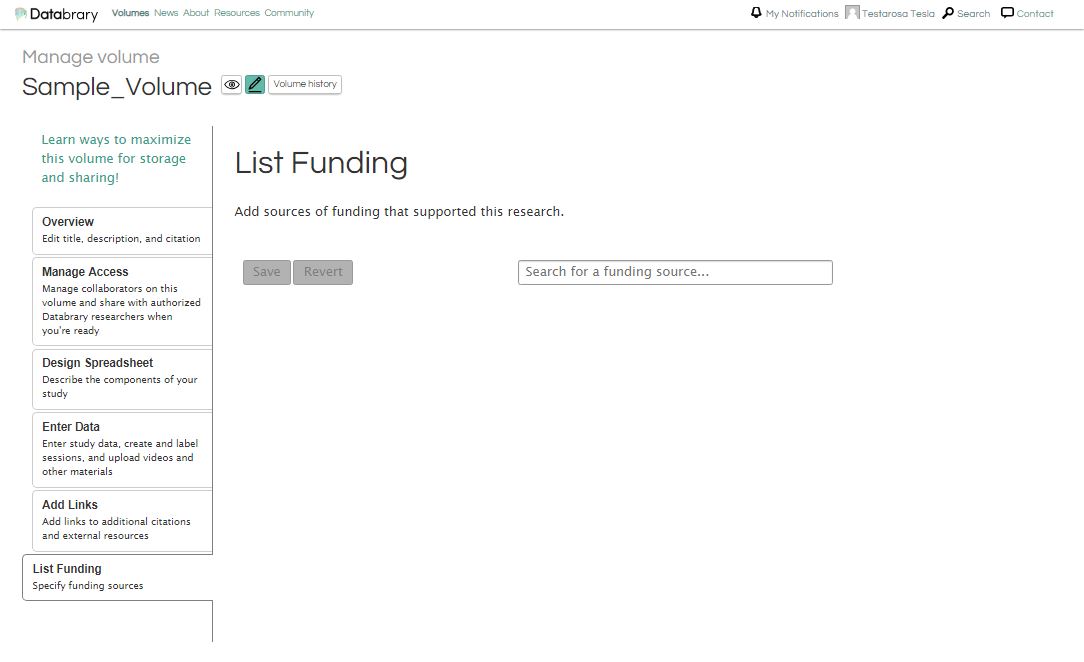 Databrary Volumes News About Resources Community My Notifications Testarosa Tesla Search Contact
Manage volume
Sample_Volume Volume history
Learn ways to maximize
this volume for storage
and sharing!
Overview
Edit title, description, and citation
Manage Access
Manage collaborators on this
volume and share with authorized
Databrary researchers when
you're ready
Design Spreadsheet
Describe the components of your
study
Enter Data
Enter study data, create and label
sessions, and upload videos and
other materials
Add Links
Add links to additional citations
and external resources
List Funding
Specify funding sources
List Funding
Add sources of funding that supported this research.
Save Revert Search for a funding source...